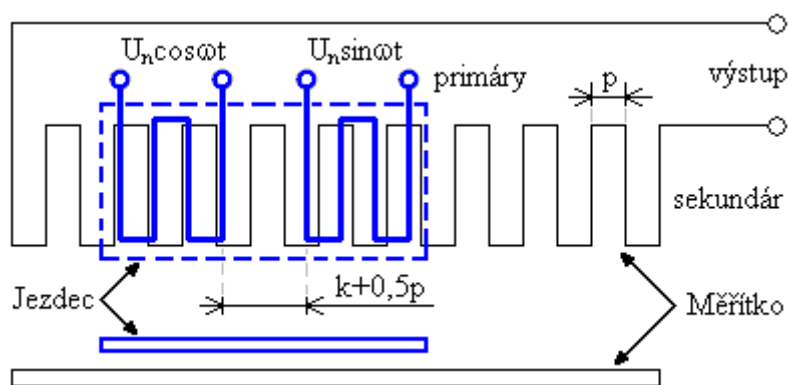 Uncosωt
Unsinωt
primáry
p
výstup
sekundár
Jezdec
k+0,5p
Měřítko